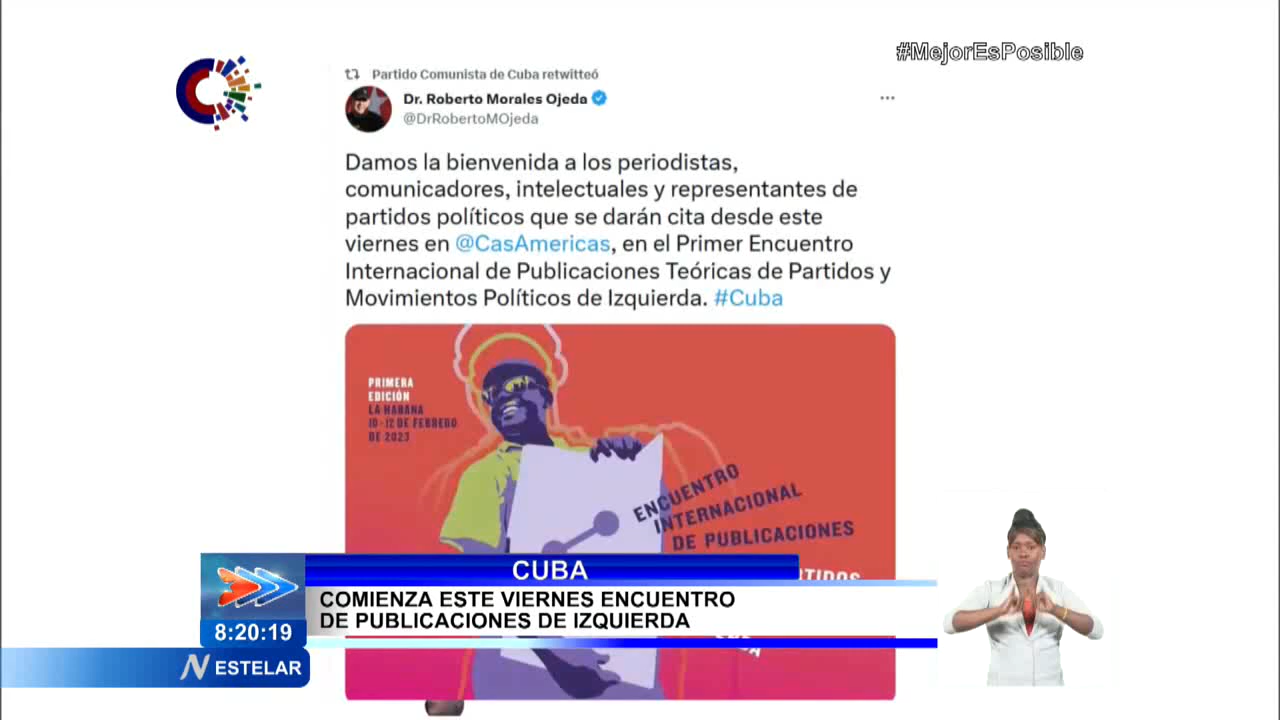 #MejorEsPosible
Partido Comunista de Cuba retwitteó
Dr. Roberto Morales Ojeda
@DrRobertoMOjeda
Damos la bienvenida a los periodistas,
comunicadores, intelectuales y representantes de
partidos políticos que se darán cita desde este
viernes en @CasAmericas, en el Primer Encuentro
Internacional de Publicaciones Teóricas de Partidos y
Movimientos Políticos de Izquierda. #Cuba
PRIMERA
EDICIÓN
LA HABANA
10-12 DE FEBRERO
DE 2023
ENCUENTRO
INTERNACIONAL
DE PUBLICACIONES
CUBA
COMIENZA ESTE VIERNES ENCUENTRO
DE PUBLICACIONES DE IZQUIERDA
8:20:19
N ESTELAR